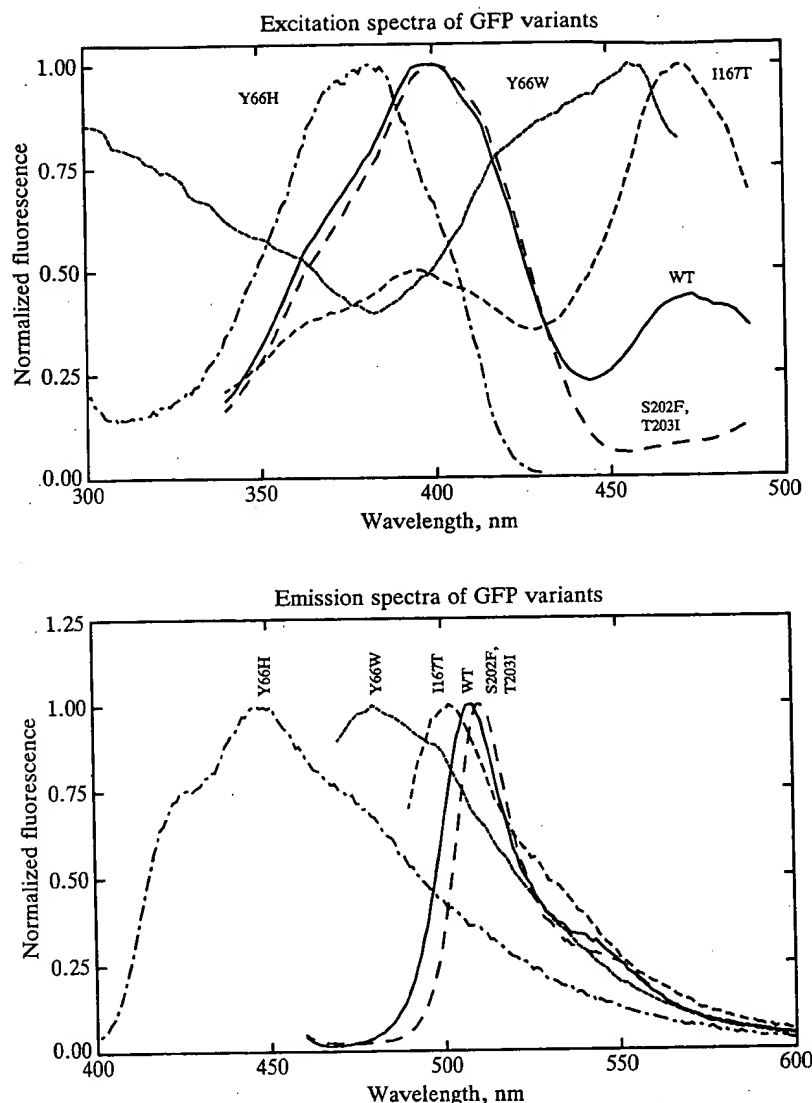 Excitation spectra of GFP variants
Normalized fluorescence
1.00
0.75
0.50
0.25
0.00
Y66H
Y66W
I167T
WT
S202F,
T203I
300
350
400
450
500
Wavelength, nm
Emission spectra of GFP variants
Normalized fluorescence
1.25
1.00
0.75
0.50
0.25
0.00
Y66H
Y66W
I167T
WT
S202F,
T203I
400
450
500
550
600
Wavelength, nm